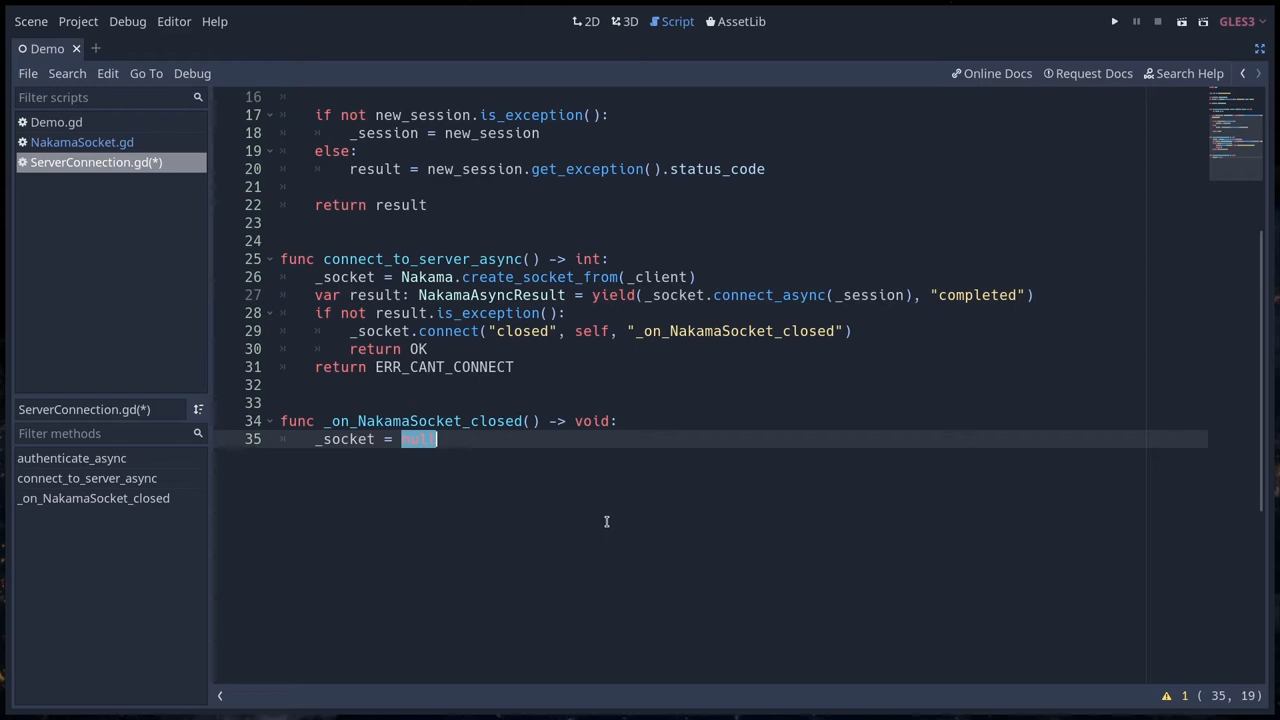 Scene Project Debug Editor Help 2D 3D Script AssetLib GLES3
Demo
File Search Edit Go To Debug Online Docs Request Docs Search Help
Filter scripts
Demo.gd
NakamaSocket.gd
ServerConnection.gd(*)
ServerConnection.gd(*)
Filter methods
authenticate_async
connect_to_server_async
_on_NakamaSocket_closed
16
17 if not new_session.is_exception():
18 _session = new_session
19 else:
20 result = new_session.get_exception().status_code
21
22 return result
23
24
25 func connect_to_server_async() -> int:
26 _socket = Nakama.create_socket_from(_client)
27 var result: NakamaAsyncResult = yield(_socket.connect_async(_session), "completed")
28 if not result.is_exception():
29 _socket.connect("closed", self, "_on_NakamaSocket_closed")
30 return OK
31 return ERR_CANT_CONNECT
32
33
34 func _on_NakamaSocket_closed() -> void:
35 _socket = null
1 ( 35, 19)